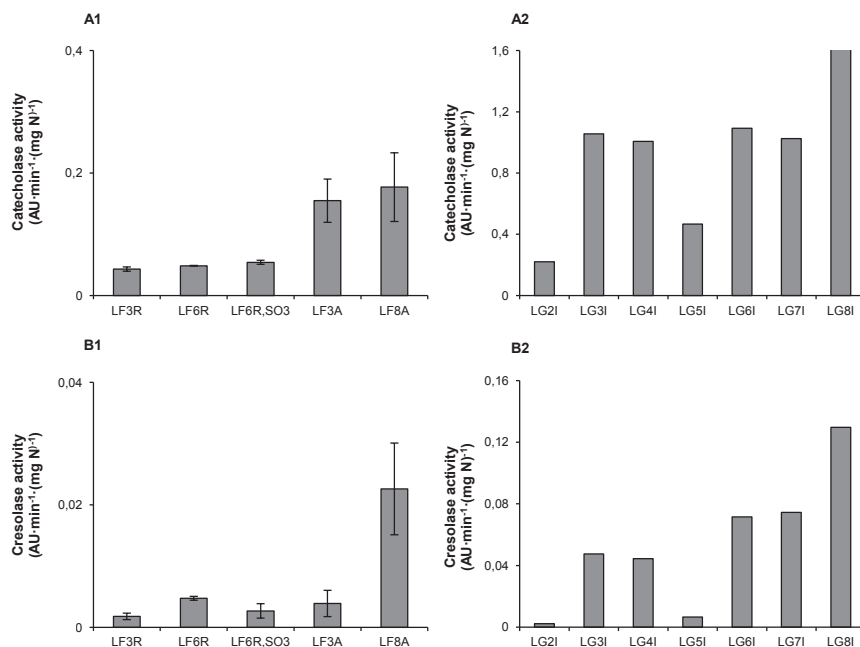 A1
Catecholase activity
(AU·min⁻¹·(mg N)⁻¹)
0,4
0,2
0
LF3R LF6R LF6R,SO3 LF3A LF8A
A2
Catecholase activity
(AU·min⁻¹·(mg N)⁻¹)
1,6
1,2
0,8
0,4
0
LG2I LG3I LG4I LG5I LG6I LG7I LG8I
B1
Cresolase activity
(AU·min⁻¹·(mg N)⁻¹)
0,04
0,02
0,00
LF3R LF6R LF6R,SO3 LF3A LF8A
B2
Cresolase activity
(AU·min⁻¹·(mg N)⁻¹)
0,16
0,12
0,08
0,04
0
LG2I LG3I LG4I LG5I LG6I LG7I LG8I